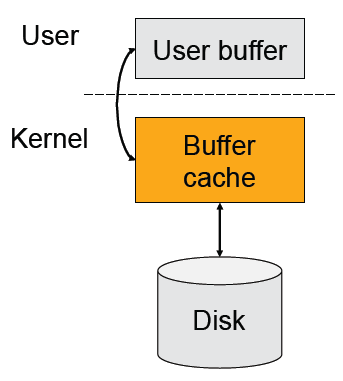 User
User buffer
Kernel
Buffer
cache
Disk